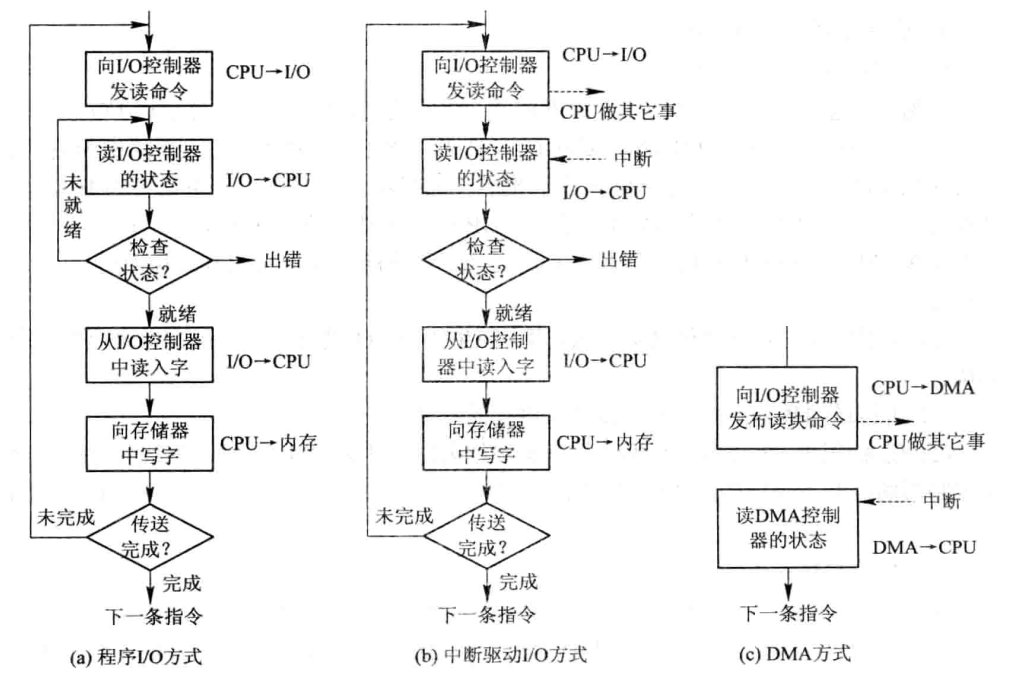 向I/O控制器
发读命令
CPU→I/O
读I/O控制器
的状态
I/O→CPU
未
就
绪
检查
状态？
出错
就绪
从I/O控制器
中读入字
I/O→CPU
向存储器
中写字
CPU→内存
未完成
传送
完成？
完成
下一条指令
(a) 程序I/O方式
向I/O控制器
发读命令
CPU→I/O
CPU做其它事
读I/O控制器
的状态
中断
I/O→CPU
检查
状态？
出错
就绪
从I/O控制
器中读入字
I/O→CPU
向存储器
中写字
CPU→内存
未完成
传送
完成？
完成
下一条指令
(b) 中断驱动I/O方式
向I/O控制器
发布读块命令
CPU→DMA
CPU做其它事
读DMA控制
器的状态
中断
DMA→CPU
下一条指令
(c) DMA方式